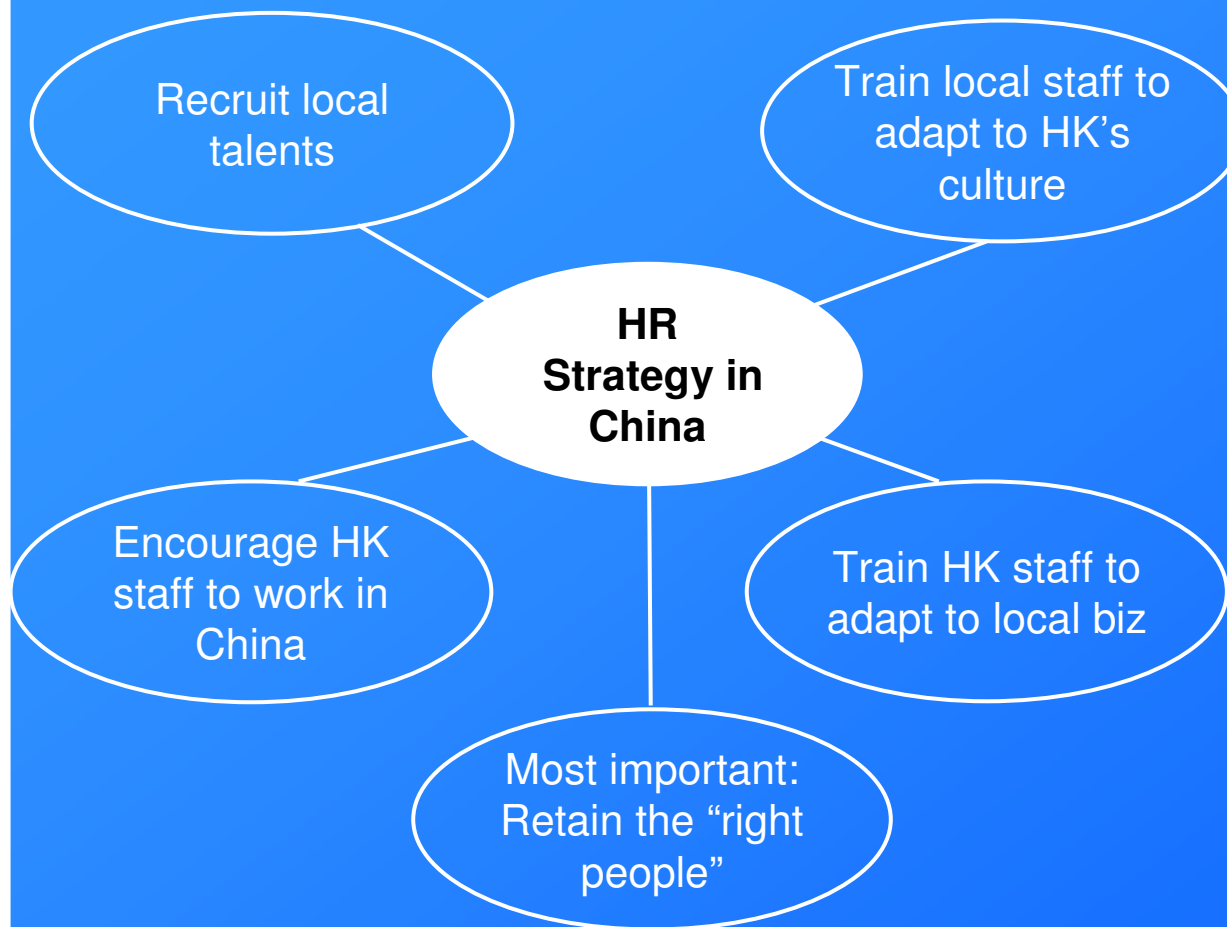 Recruit local
talents
Train local staff to
adapt to HK's
culture
HR
Strategy in
China
Encourage HK
staff to work in
China
Train HK staff to
adapt to local biz
Most important:
Retain the “right
people”